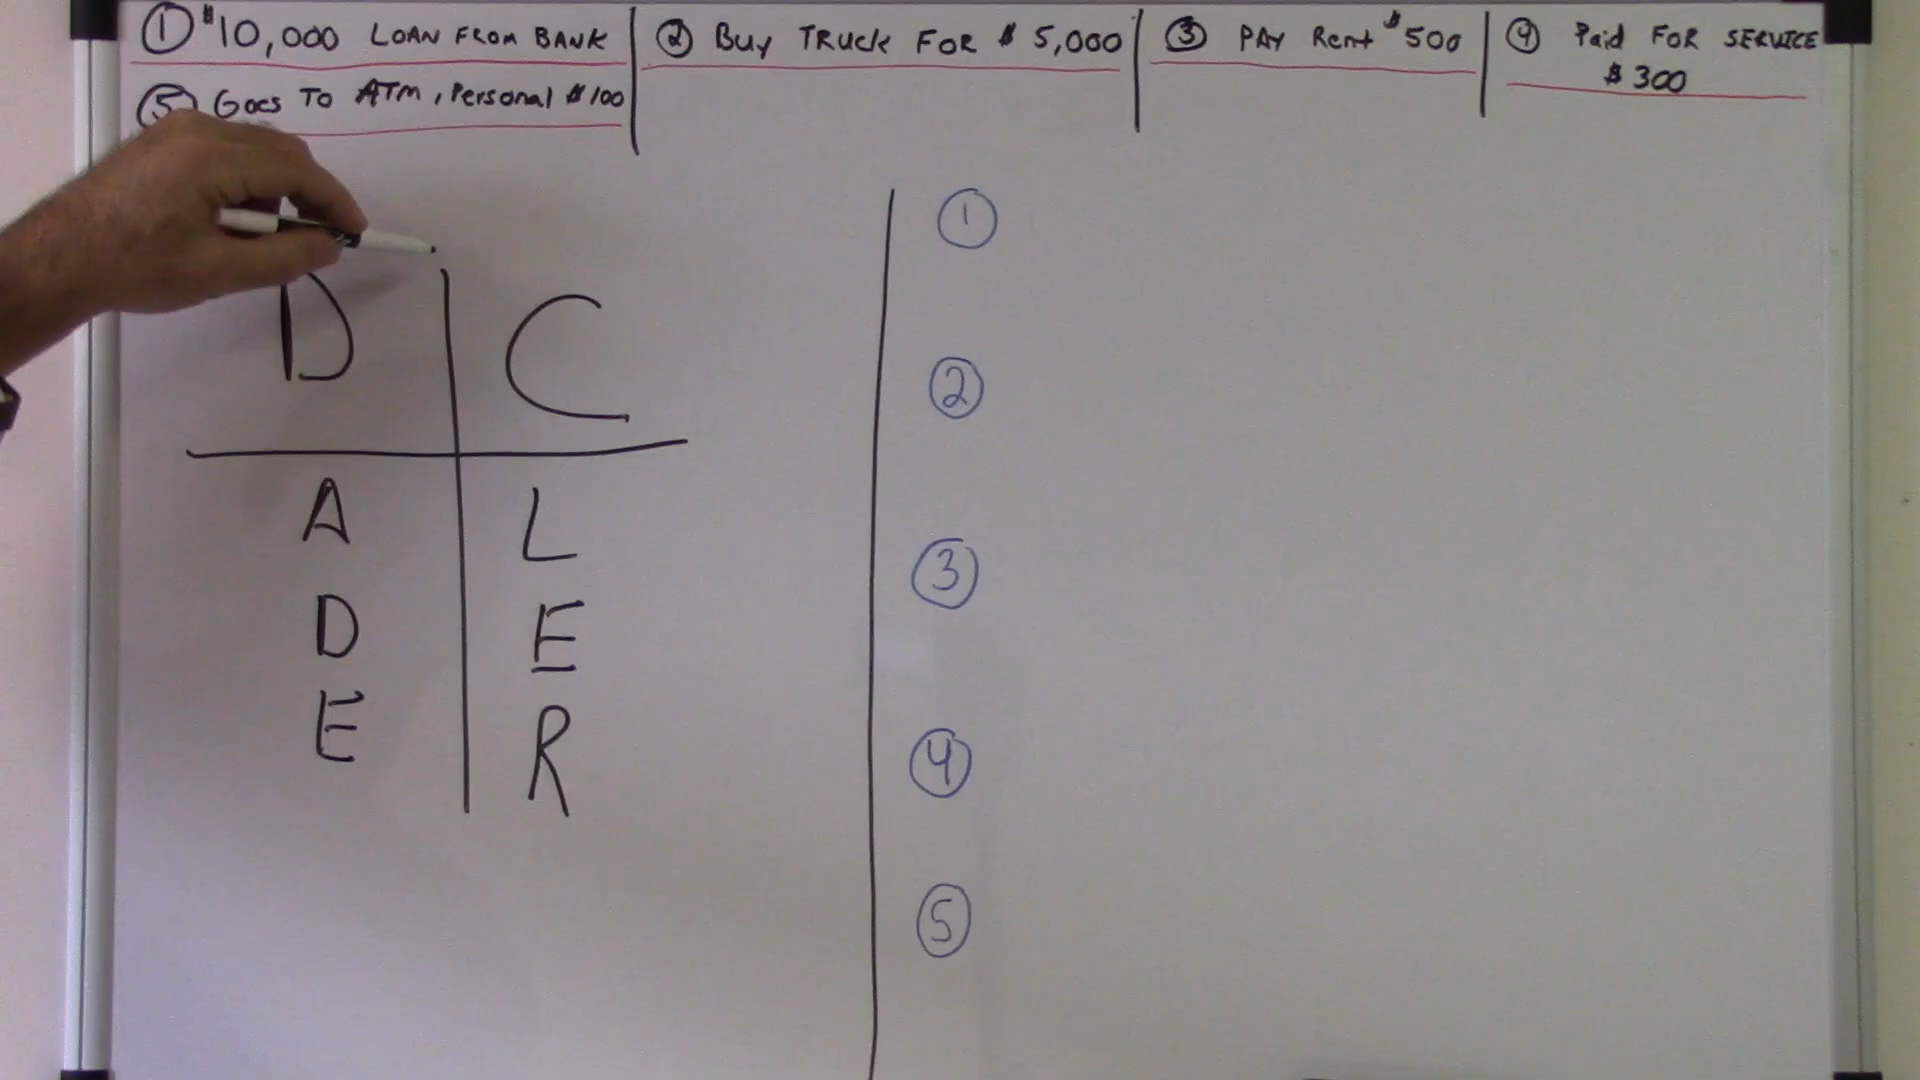 ① $10,000 LOAN FROM BANK
② Buy TRUCK FOR $ 5,000
③ PAY Rent $500
④ Paid FOR SERVICE
$ 300
⑤ Goes To ATM, Personal $100
D C
A L
D E
E R
①
②
③
④
⑤